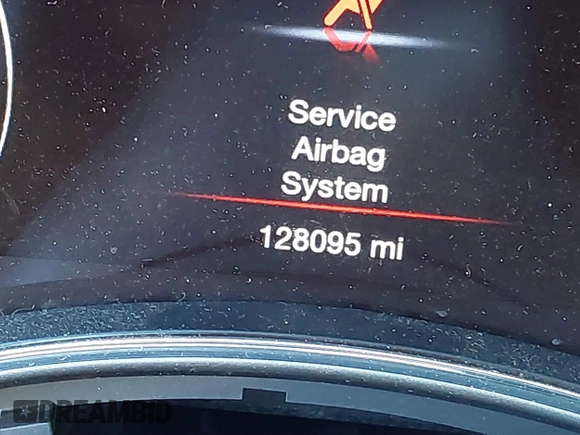 Service
Airbag
System
128095 mi
DREAMBID